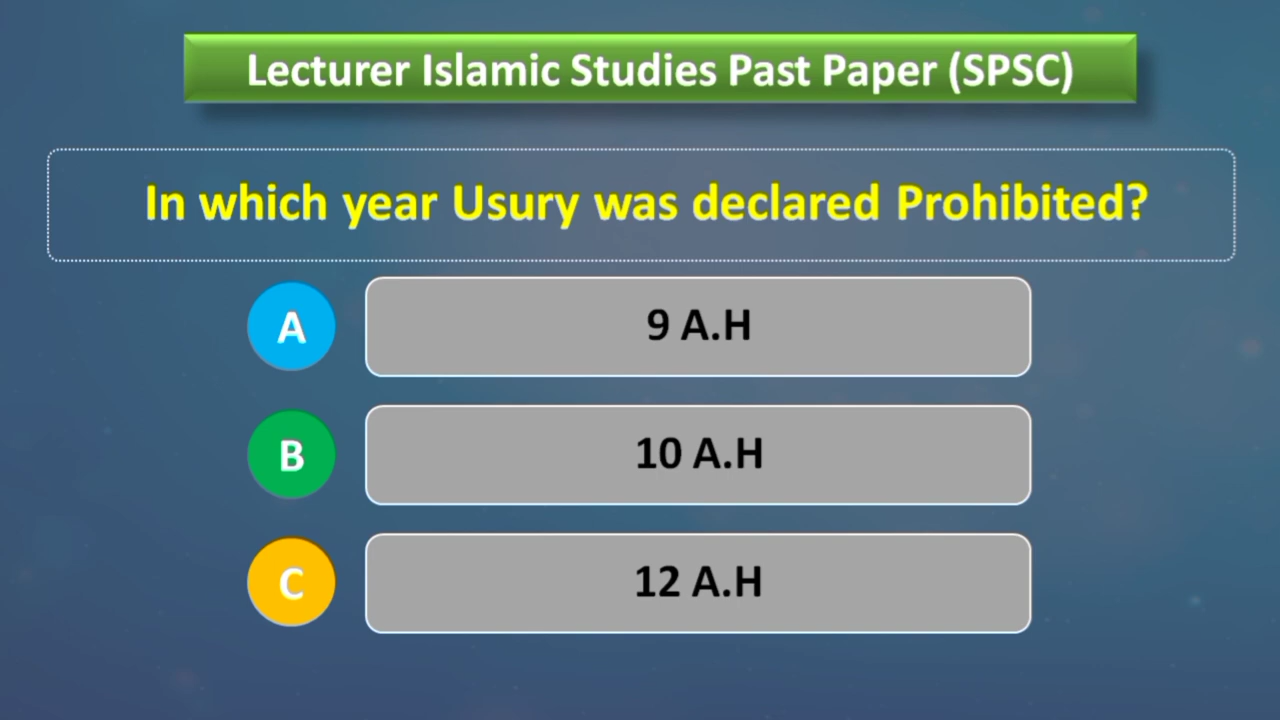 Lecturer Islamic Studies Past Paper (SPSC)
In which year Usury was declared Prohibited?
A
9 A.H
B
10 A.H
C
12 A.H